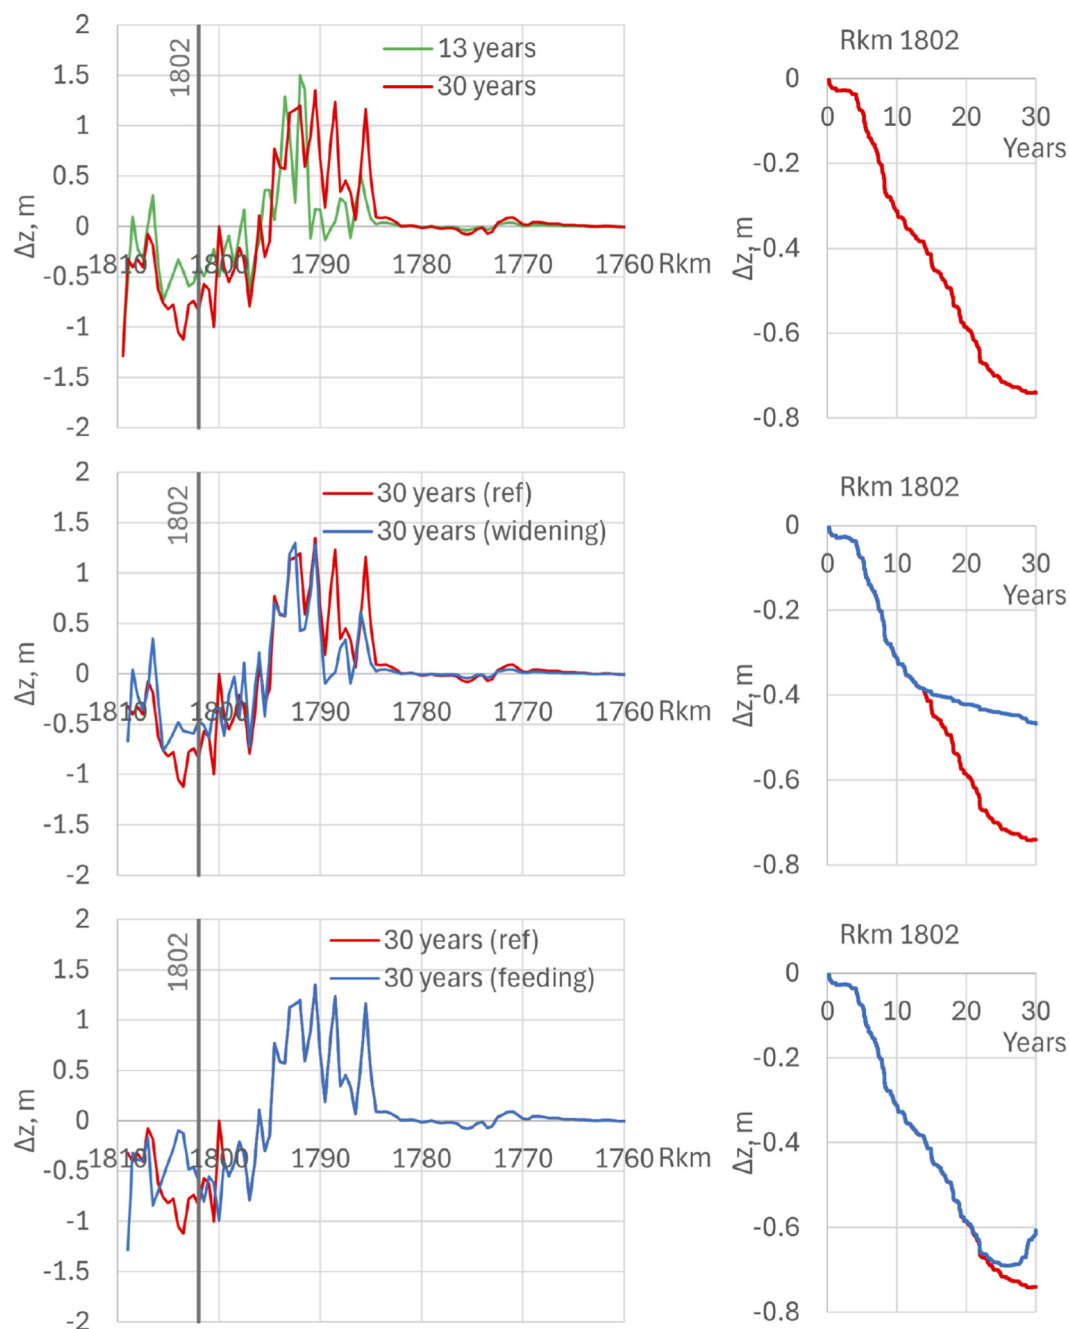 2
1.5
1
0.5
0
-0.5
-1
-1.5
-2
Δz, m
1802
13 years
30 years
1810 1800 1790 1780 1770 1760 Rkm
Rkm 1802
0
-0.2
-0.4
-0.6
-0.8
Δz, m
0 10 20 30
Years
2
1.5
1
0.5
0
-0.5
-1
-1.5
-2
Δz, m
1802
30 years (ref)
30 years (widening)
1810 1800 1790 1780 1770 1760 Rkm
Rkm 1802
0
-0.2
-0.4
-0.6
-0.8
Δz, m
0 10 20 30
Years
2
1.5
1
0.5
0
-0.5
-1
-1.5
-2
Δz, m
1802
30 years (ref)
30 years (feeding)
1810 1800 1790 1780 1770 1760 Rkm
Rkm 1802
0
-0.2
-0.4
-0.6
-0.8
Δz, m
0 10 20 30
Years